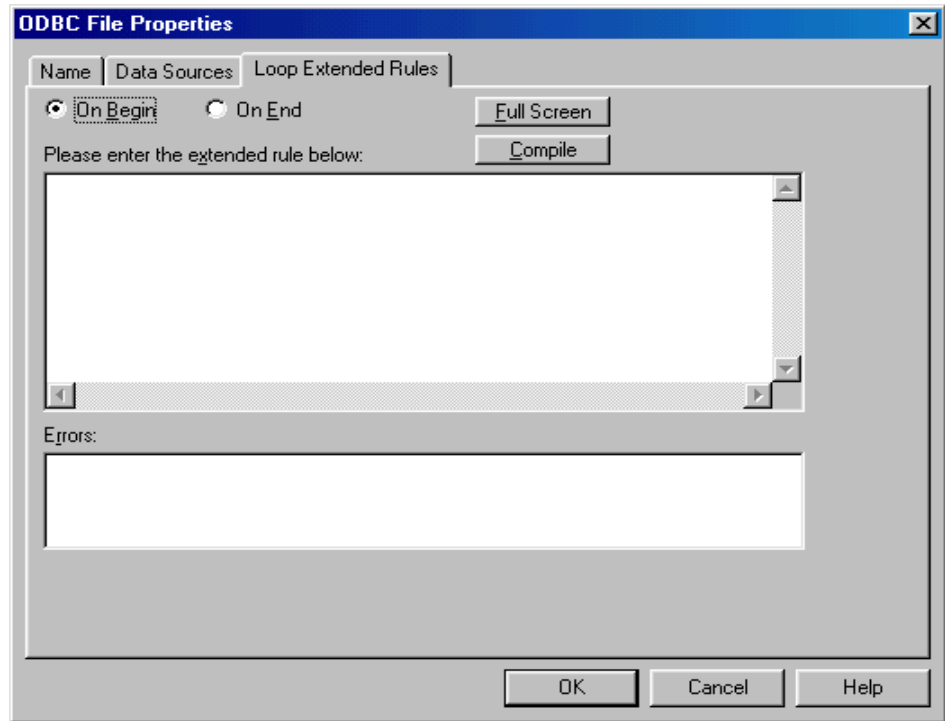 ODBC File Properties
Name Data Sources Loop Extended Rules
On Begin On End Full Screen
Please enter the extended rule below: Compile
Errors:
OK Cancel Help